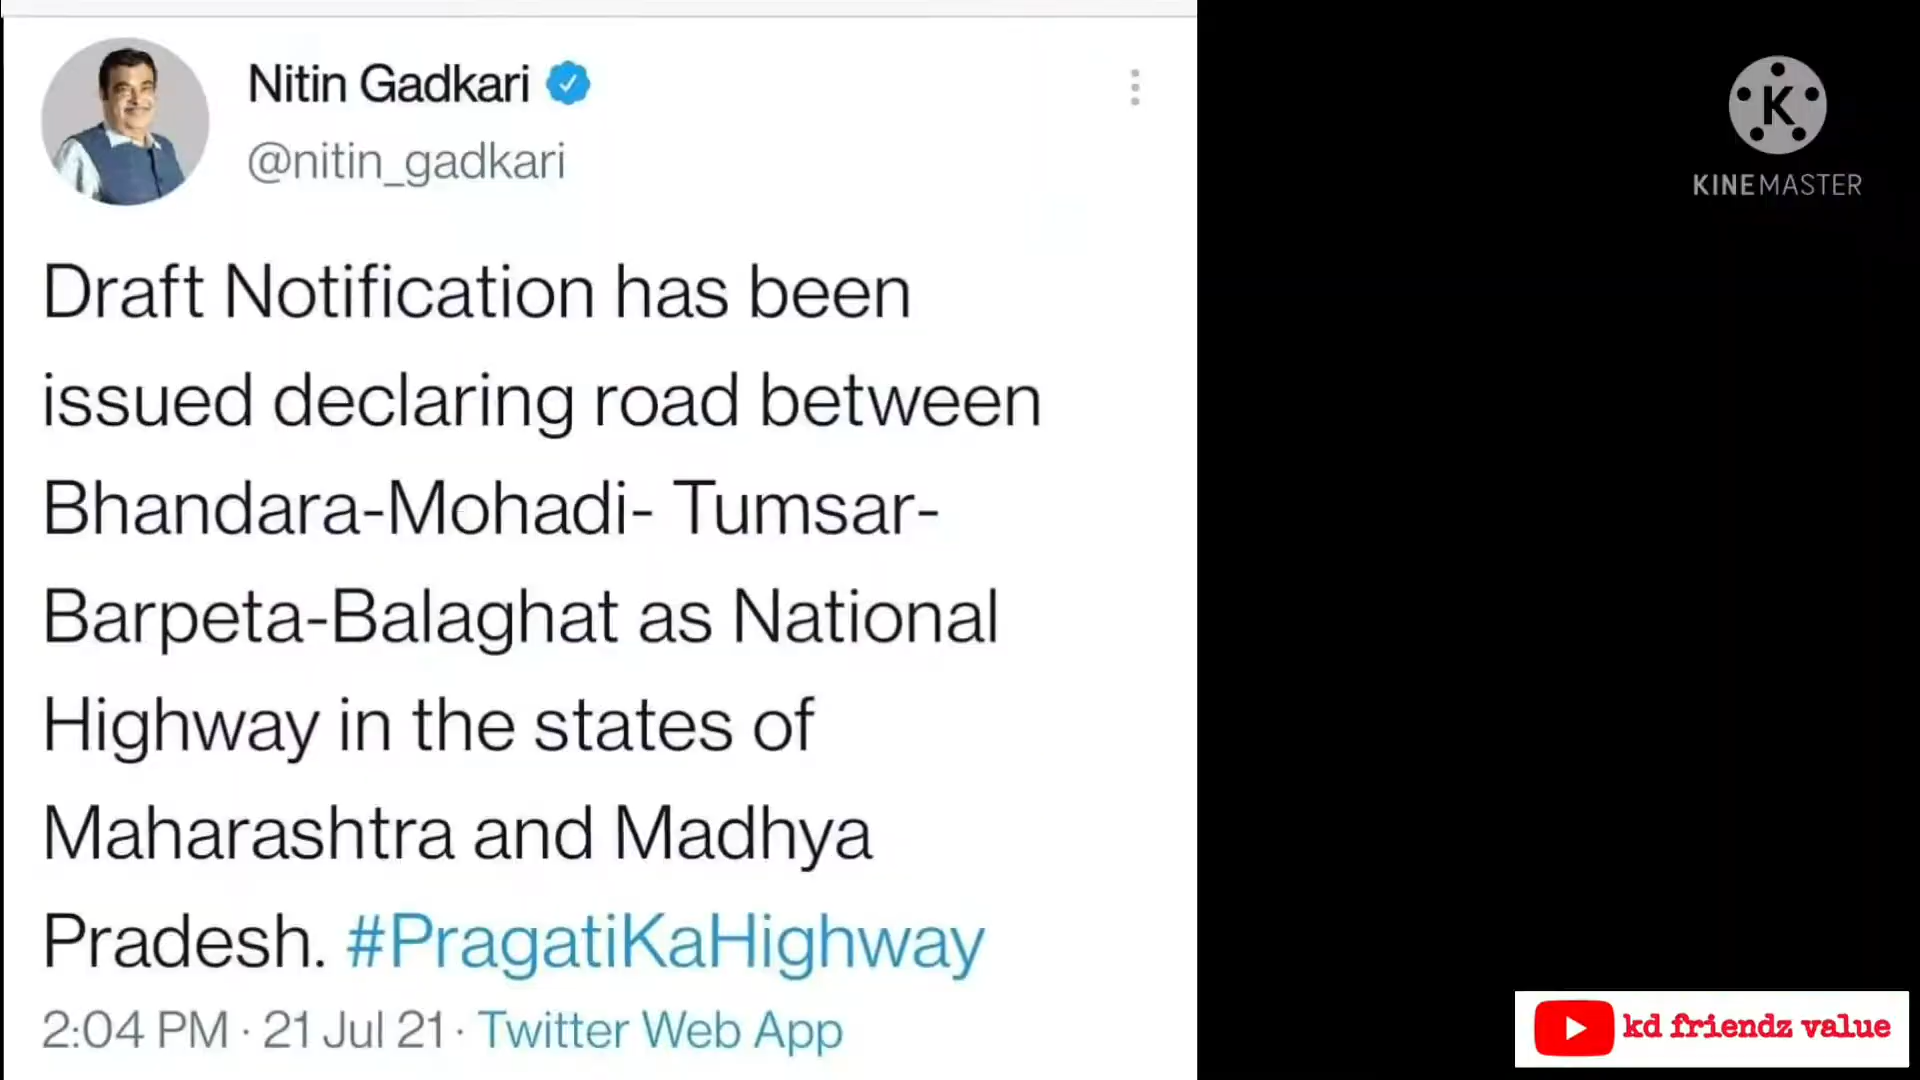 Nitin Gadkari
@nitin_gadkari
Draft Notification has been
issued declaring road between
Bhandara-Mohadi- Tumsar-
Barpeta-Balaghat as National
Highway in the states of
Maharashtra and Madhya
Pradesh. #PragatiKaHighway
2:04 PM · 21 Jul 21 · Twitter Web App
K
KINEMASTER
kd friendz value